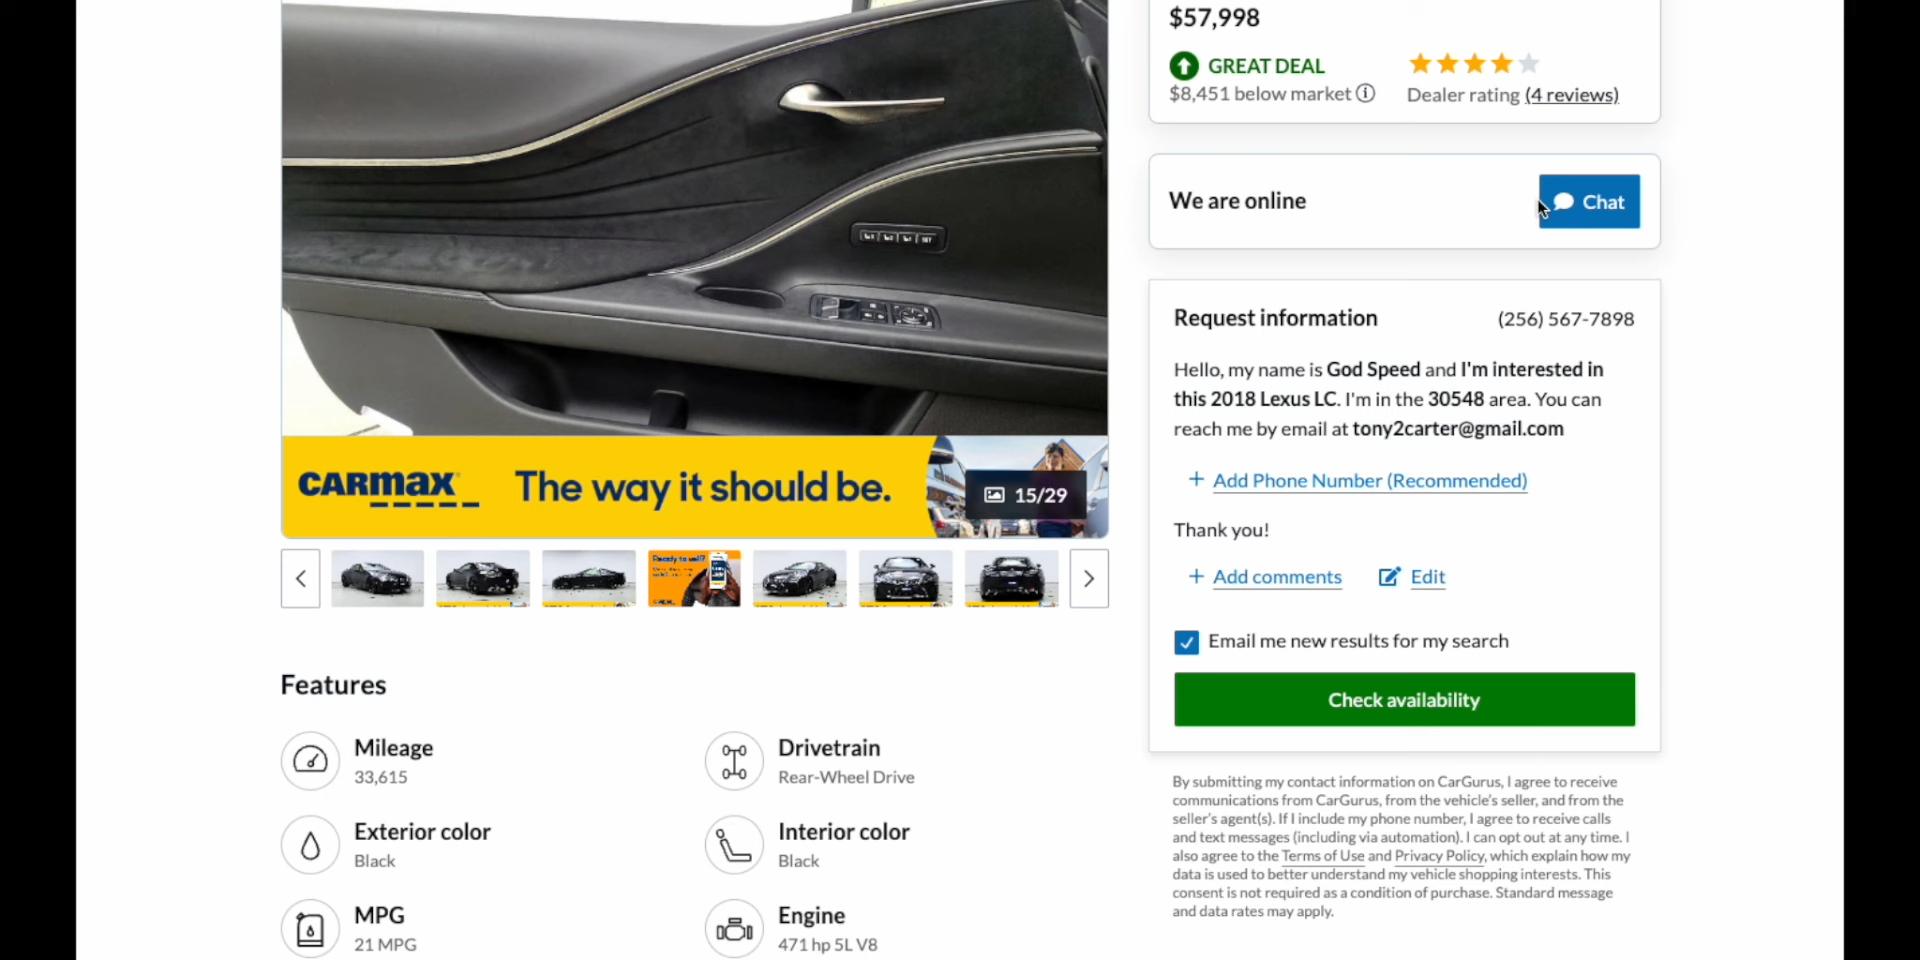 $57,998
GREAT DEAL
$8,451 below market
Dealer rating (4 reviews)
We are online
Chat
Request information
(256) 567-7898
Hello, my name is God Speed and I'm interested in
this 2018 Lexus LC. I'm in the 30548 area. You can
reach me by email at tony2carter@gmail.com
+ Add Phone Number (Recommended)
Thank you!
+ Add comments
Edit
Email me new results for my search
Check availability
By submitting my contact information on CarGurus, I agree to receive
communications from CarGurus, from the vehicle's seller, and from the
seller's agent(s). If I include my phone number, I agree to receive calls
and text messages (including via automation). I can opt out at any time. I
also agree to the Terms of Use and Privacy Policy, which explain how my
data is used to better understand my vehicle shopping interests. This
consent is not required as a condition of purchase. Standard message
and data rates may apply.
SET
CARMAX
The way it should be.
15/29
Ready to sell?
Features
Mileage
33,615
Drivetrain
Rear-Wheel Drive
Exterior color
Black
Interior color
Black
MPG
21 MPG
Engine
471 hp 5L V8